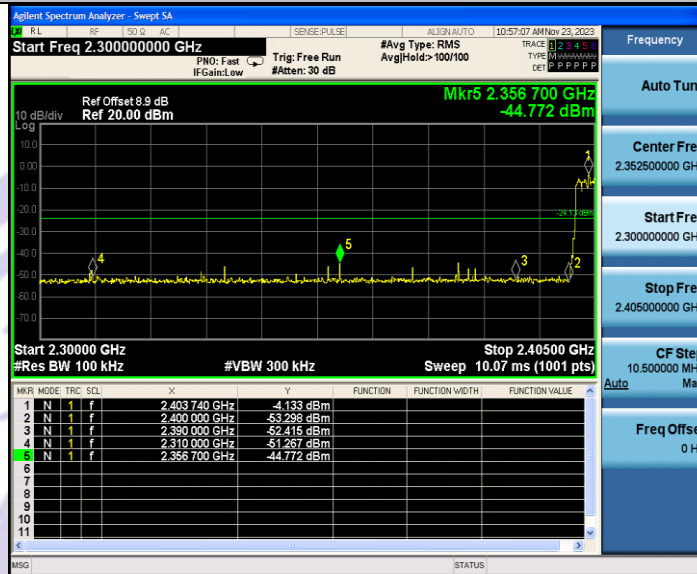 Agilent Spectrum Analyzer - Swept SA
RL RF 50 Ω AC SENSE:PULSE ALIGN AUTO 10:57:07 AM Nov 23, 2023
Start Freq 2.300000000 GHz
PNO: Fast
IFGain:Low
Trig: Free Run
#Atten: 30 dB
#Avg Type: RMS
Avg|Hold:>100/100
TRACE 1 2 3 4 5 6
TYPE M
DET P P P P P P
Frequency
Auto Tun
Center Fre
2.352500000 GH
Start Fre
2.300000000 GH
Stop Fre
2.405000000 GH
CF Ste
10.500000 MH
Auto Ma
Freq Offse
0 H
Mkr5 2.356 700 GHz
-44.772 dBm
Ref Offset 8.9 dB
10 dB/div Ref 20.00 dBm
Log
10.0
0.00
-10.0
-20.0
-30.0
-40.0
-50.0
-60.0
-70.0
1
-24.13 dBm
5
4
3
2
Start 2.30000 GHz Stop 2.40500 GHz
#Res BW 100 kHz #VBW 300 kHz Sweep 10.07 ms (1001 pts)
MKR MODE TRC SCL X Y FUNCTION FUNCTION WIDTH FUNCTION VALUE
1 N 1 f 2.403 740 GHz -4.133 dBm
2 N 1 f 2.400 000 GHz -53.298 dBm
3 N 1 f 2.390 000 GHz -52.415 dBm
4 N 1 f 2.310 000 GHz -51.267 dBm
5 N 1 f 2.356 700 GHz -44.772 dBm
6
7
8
9
10
11
MSG STATUS